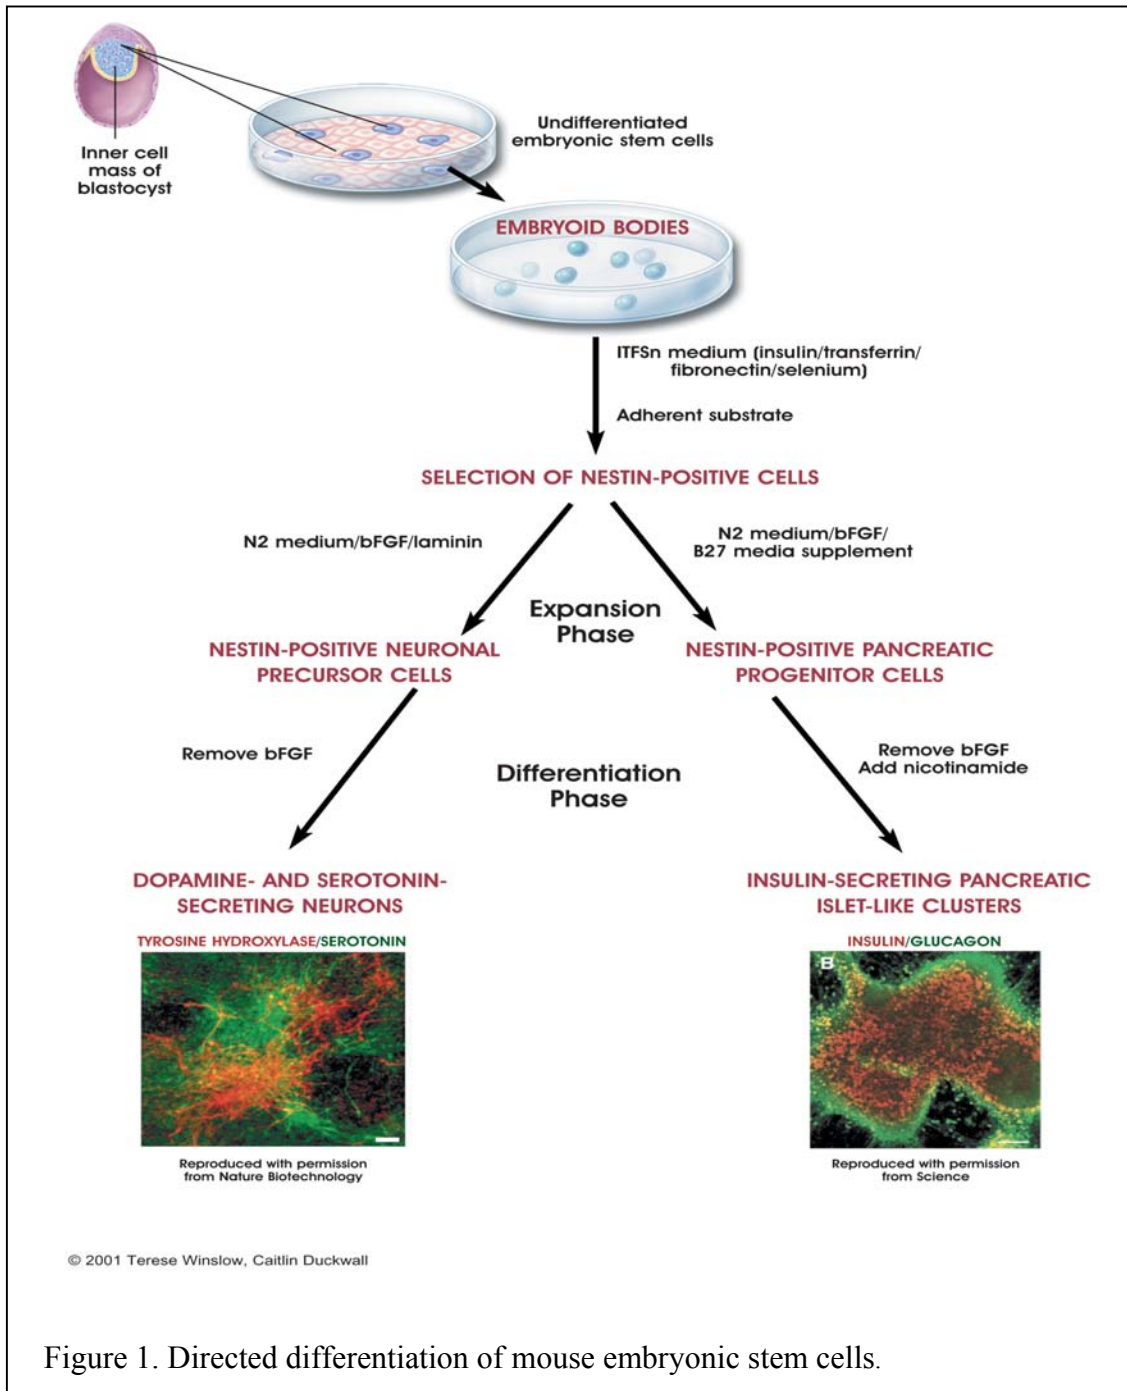 Inner cell
mass of
blastocyst
Undifferentiated
embryonic stem cells
EMBRYOID BODIES
ITFSn medium (insulin/transferrin/
fibronectin/selenium)
Adherent substrate
SELECTION OF NESTIN-POSITIVE CELLS
N2 medium/bFGF/laminin
N2 medium/bFGF/
B27 media supplement
Expansion
Phase
NESTIN-POSITIVE NEURONAL
PRECURSOR CELLS
NESTIN-POSITIVE PANCREATIC
PROGENITOR CELLS
Remove bFGF
Remove bFGF
Add nicotinamide
Differentiation
Phase
DOPAMINE- AND SEROTONIN-
SECRETING NEURONS
INSULIN-SECRETING PANCREATIC
ISLET-LIKE CLUSTERS
TYROSINE HYDROXYLASE/SEROTONIN
INSULIN/GLUCAGON
B
Reproduced with permission
from Nature Biotechnology
Reproduced with permission
from Science
© 2001 Terese Winslow, Caitlin Duckwall
Figure 1. Directed differentiation of mouse embryonic stem cells.